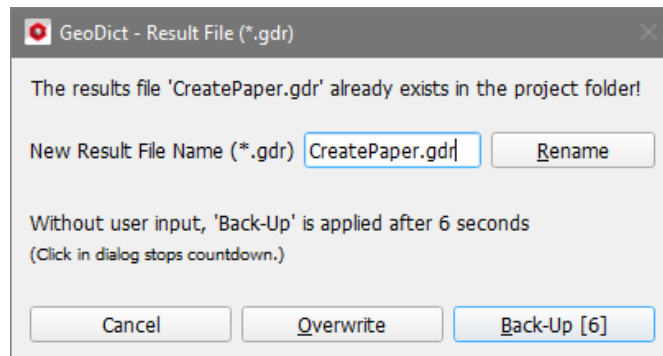 GeoDict - Result File (*.gdr)
The results file 'CreatePaper.gdr' already exists in the project folder!
New Result File Name (*.gdr) CreatePaper.gdr Rename
Without user input, 'Back-Up' is applied after 6 seconds
(Click in dialog stops countdown.)
Cancel Overwrite Back-Up [6]